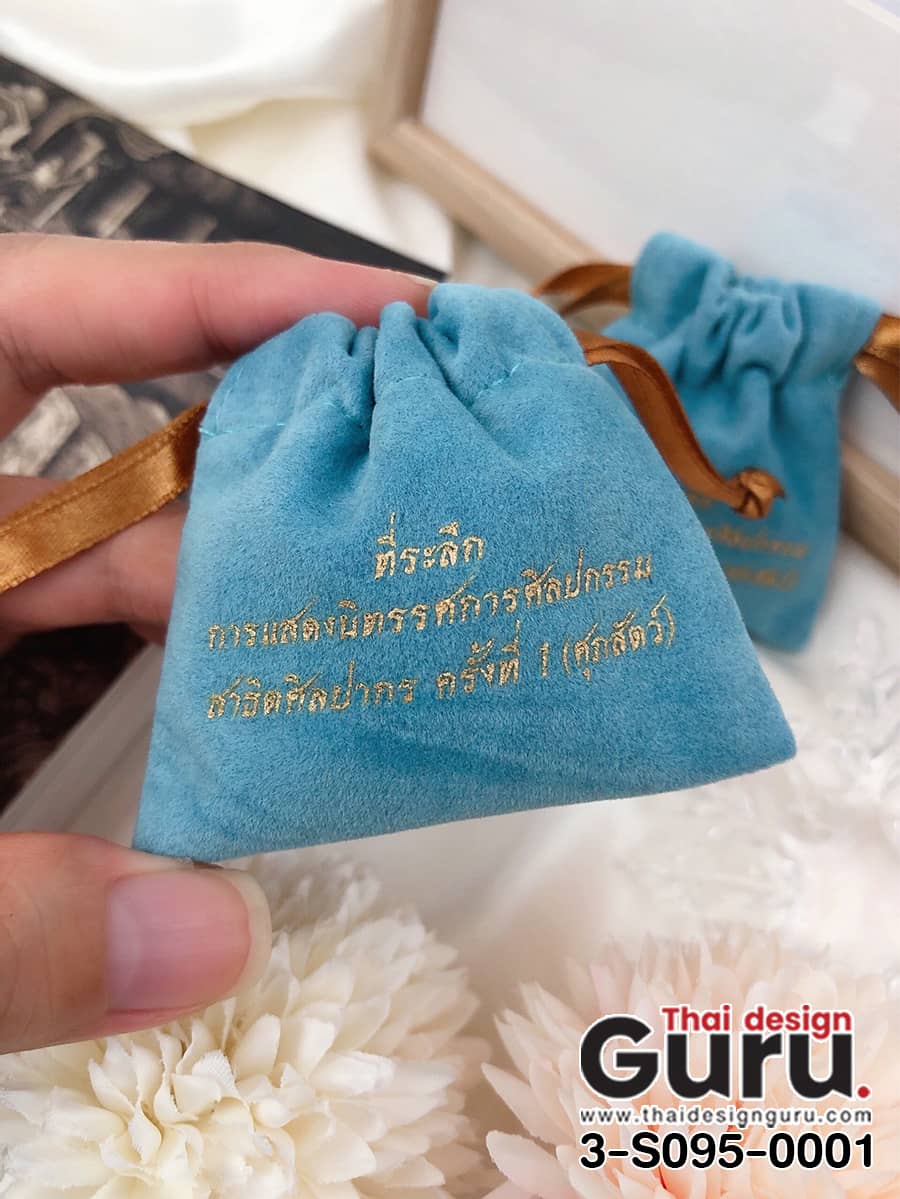 ที่ระลึก
การแสดงนิทรรศการศิลปกรรม
สาธิตศิลปากร ครั้งที่ 1 (ศุภสัตว์)
Thai design
Guru.
www.thaidesignguru.com
3-S095-0001